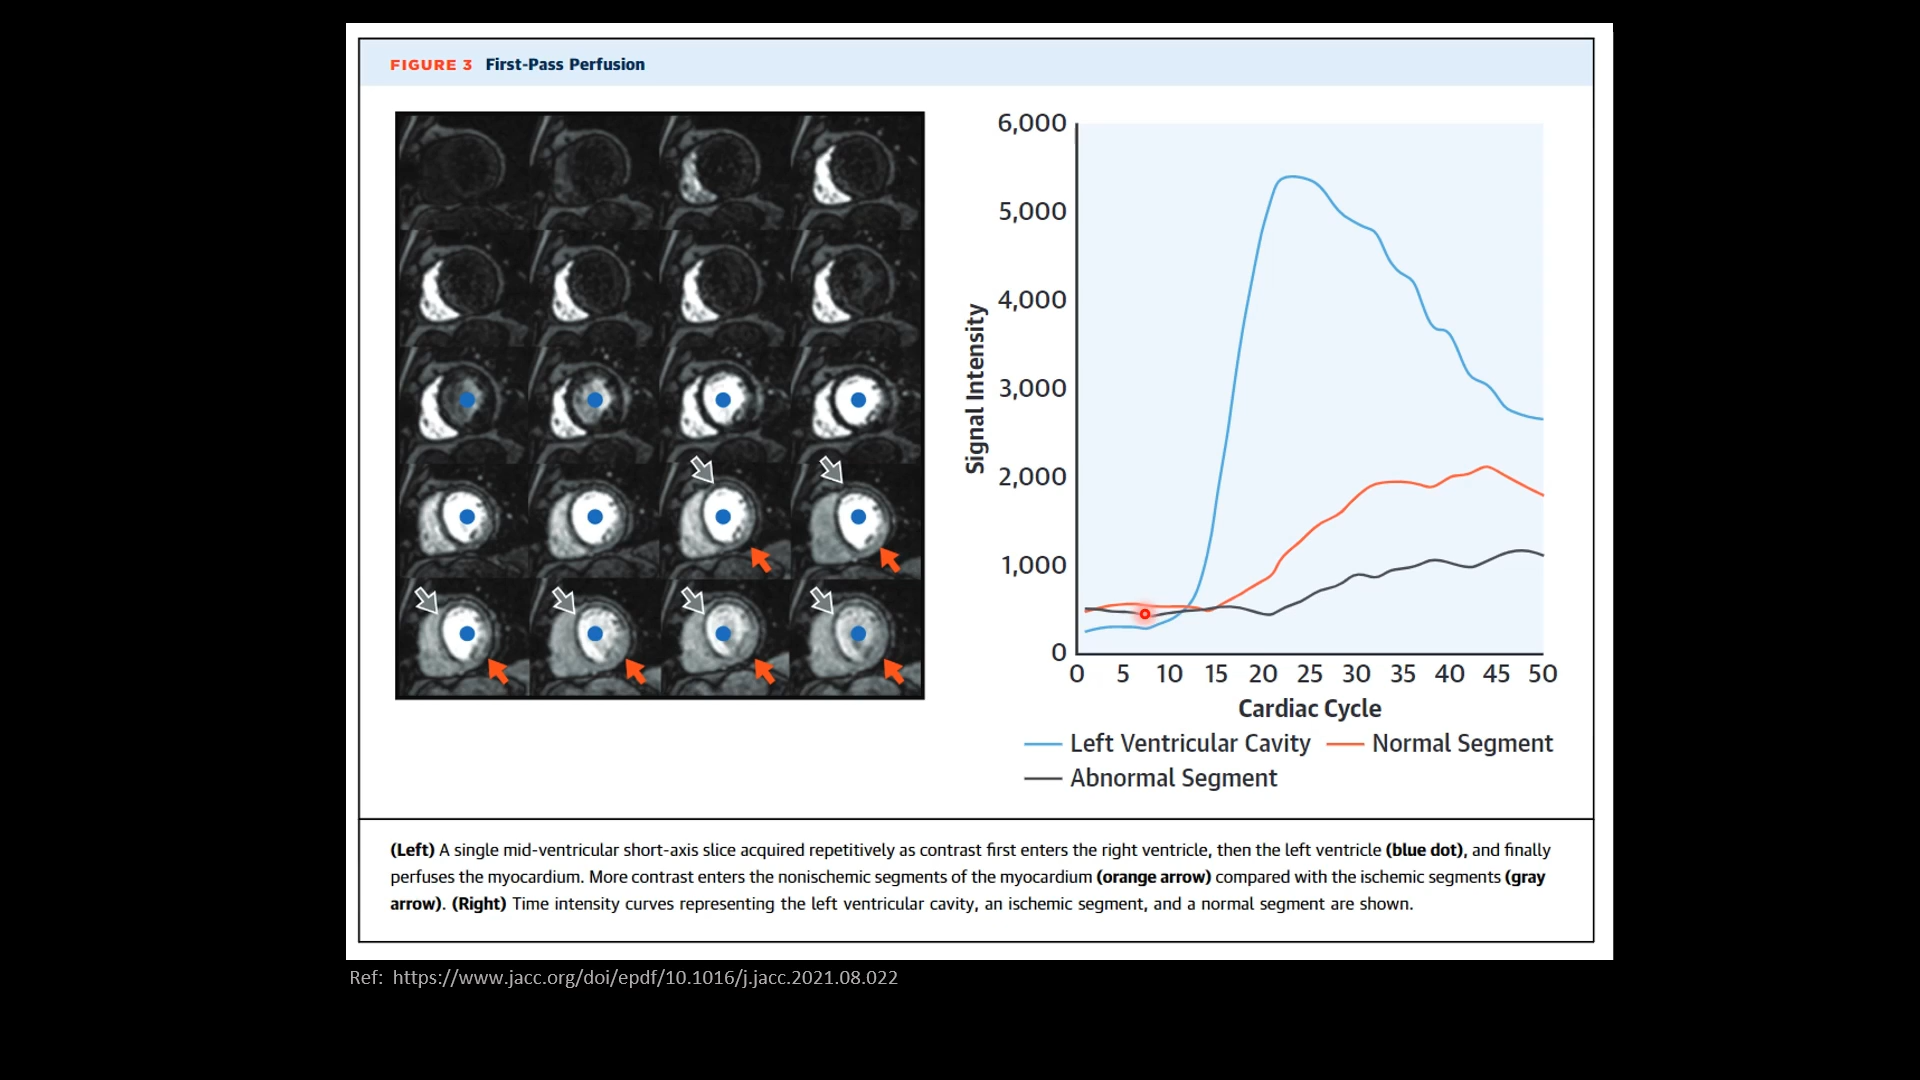 FIGURE 3 First-Pass Perfusion
6,000
5,000
4,000
3,000
2,000
1,000
0
Signal Intensity
0 5 10 15 20 25 30 35 40 45 50
Cardiac Cycle
Left Ventricular Cavity Normal Segment
Abnormal Segment
(Left) A single mid-ventricular short-axis slice acquired repetitively as contrast first enters the right ventricle, then the left ventricle (blue dot), and finally
perfuses the myocardium. More contrast enters the nonischemic segments of the myocardium (orange arrow) compared with the ischemic segments (gray
arrow). (Right) Time intensity curves representing the left ventricular cavity, an ischemic segment, and a normal segment are shown.
Ref: https://www.jacc.org/doi/epdf/10.1016/j.jacc.2021.08.022